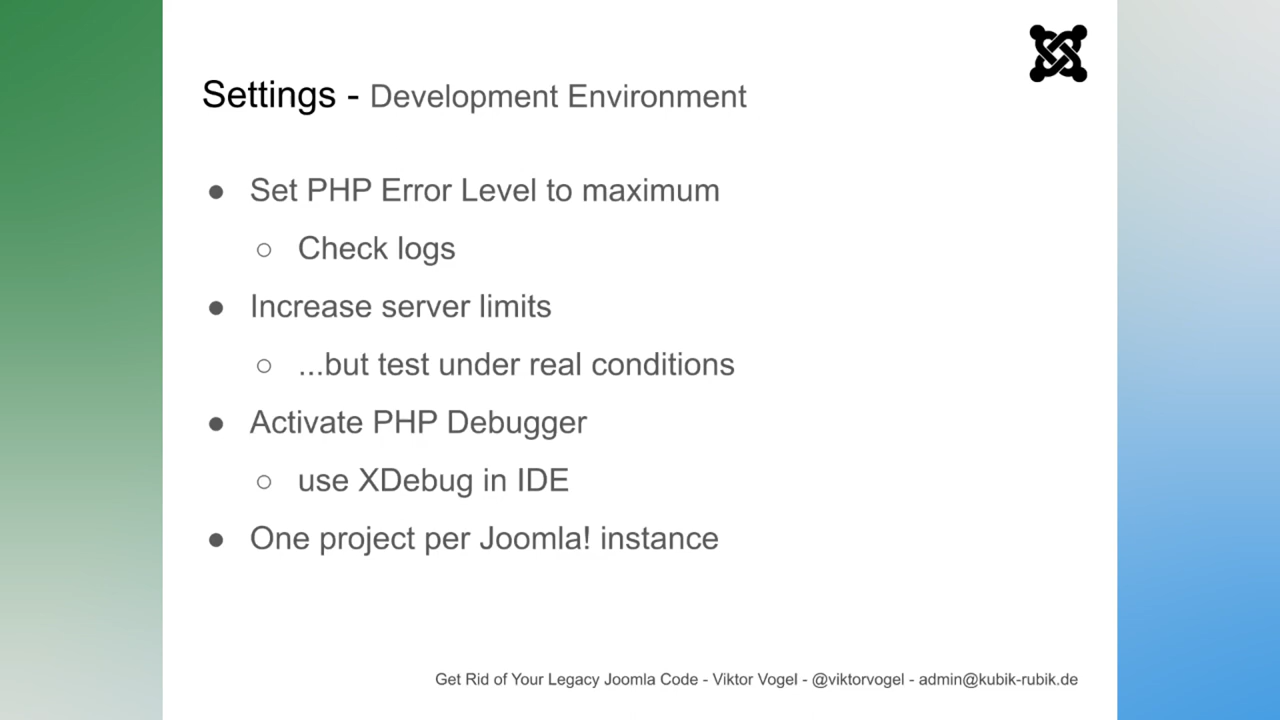 Settings - Development Environment
● Set PHP Error Level to maximum
○ Check logs
● Increase server limits
○ ...but test under real conditions
● Activate PHP Debugger
○ use XDebug in IDE
● One project per Joomla! instance
Get Rid of Your Legacy Joomla Code - Viktor Vogel - @viktorvogel - admin@kubik-rubik.de